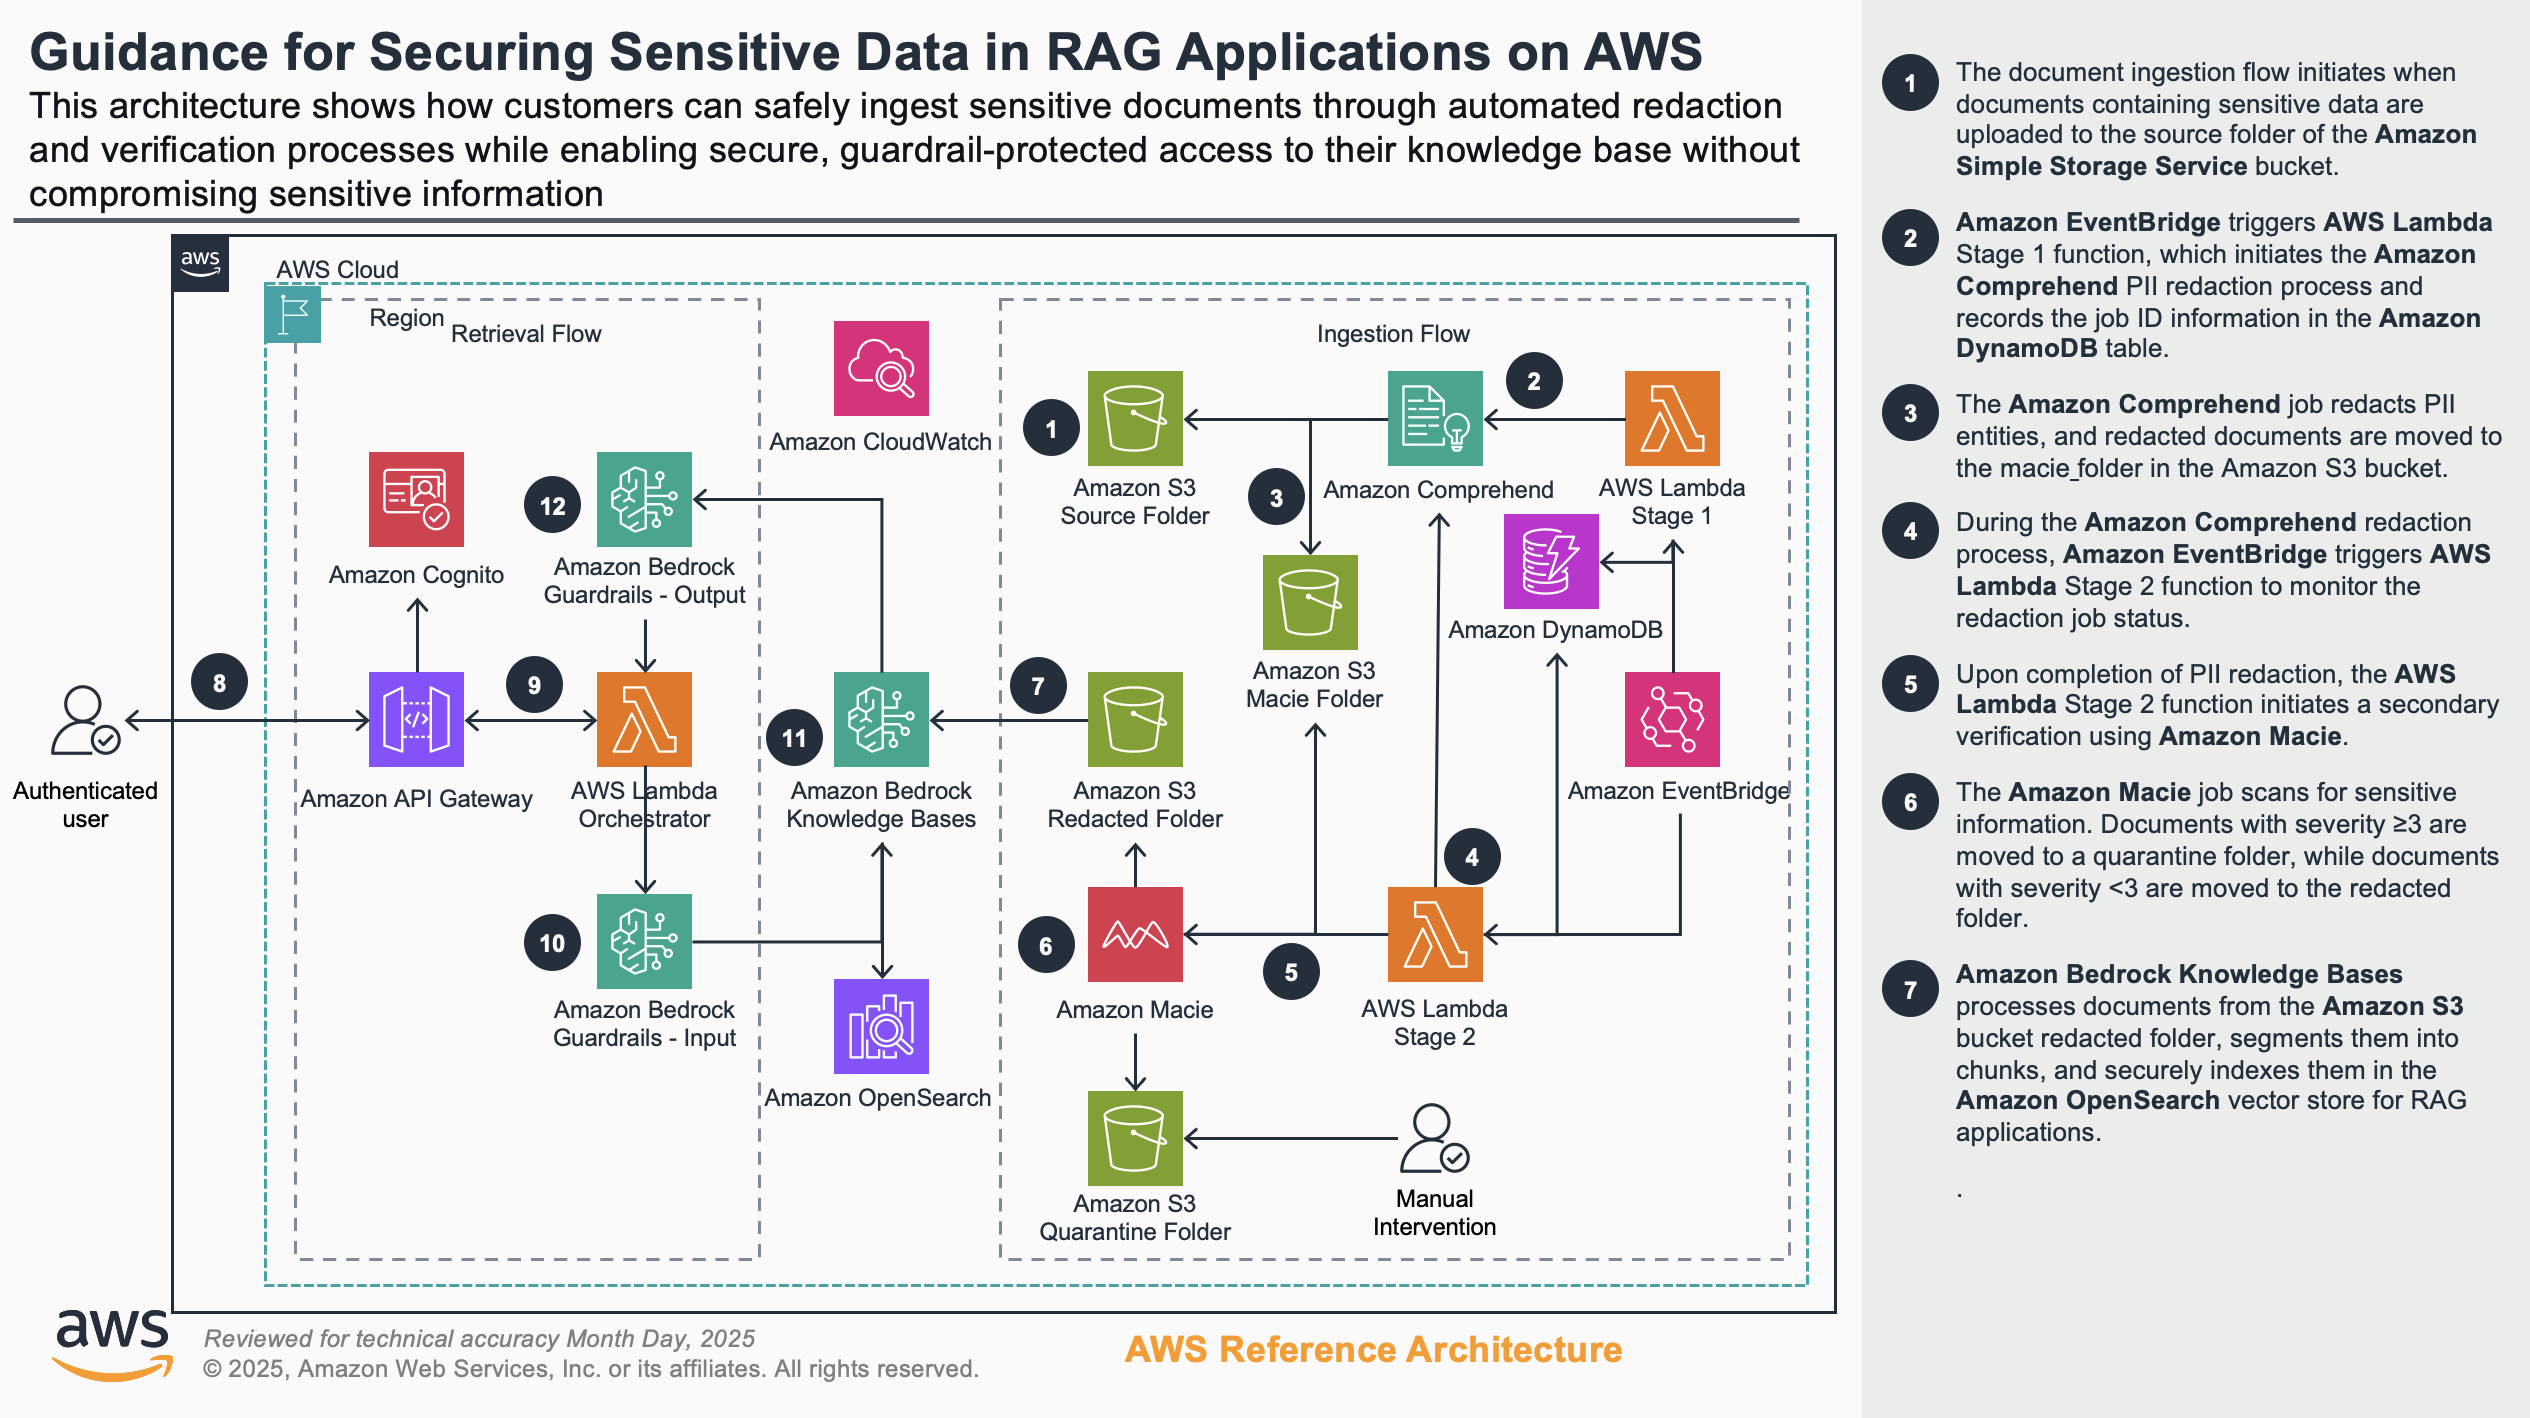 Guidance for Securing Sensitive Data in RAG Applications on AWS
This architecture shows how customers can safely ingest sensitive documents through automated redaction
and verification processes while enabling secure, guardrail-protected access to their knowledge base without
compromising sensitive information
aws
AWS Cloud
Region
Retrieval Flow
Ingestion Flow
Amazon CloudWatch
1
2
3
Amazon S3
Source Folder
Amazon Comprehend
AWS Lambda
Stage 1
12
Amazon Cognito
Amazon Bedrock
Guardrails - Output
Amazon DynamoDB
Amazon S3
Macie Folder
8
9
7
11
Authenticated
user
Amazon API Gateway
AWS Lambda
Orchestrator
Amazon Bedrock
Knowledge Bases
Amazon S3
Redacted Folder
Amazon EventBridge
4
10
6
5
Amazon Bedrock
Guardrails - Input
Amazon Macie
AWS Lambda
Stage 2
Amazon OpenSearch
Amazon S3
Quarantine Folder
Manual
Intervention
aws
Reviewed for technical accuracy Month Day, 2025
© 2025, Amazon Web Services, Inc. or its affiliates. All rights reserved.
AWS Reference Architecture
1
The document ingestion flow initiates when
documents containing sensitive data are
uploaded to the source folder of the Amazon
Simple Storage Service bucket.
2
Amazon EventBridge triggers AWS Lambda
Stage 1 function, which initiates the Amazon
Comprehend PII redaction process and
records the job ID information in the Amazon
DynamoDB table.
3
The Amazon Comprehend job redacts PII
entities, and redacted documents are moved to
the macie_folder in the Amazon S3 bucket.
4
During the Amazon Comprehend redaction
process, Amazon EventBridge triggers AWS
Lambda Stage 2 function to monitor the
redaction job status.
5
Upon completion of PII redaction, the AWS
Lambda Stage 2 function initiates a secondary
verification using Amazon Macie.
6
The Amazon Macie job scans for sensitive
information. Documents with severity ≥3 are
moved to a quarantine folder, while documents
with severity <3 are moved to the redacted
folder.
7
Amazon Bedrock Knowledge Bases
processes documents from the Amazon S3
bucket redacted folder, segments them into
chunks, and securely indexes them in the
Amazon OpenSearch vector store for RAG
applications.
.